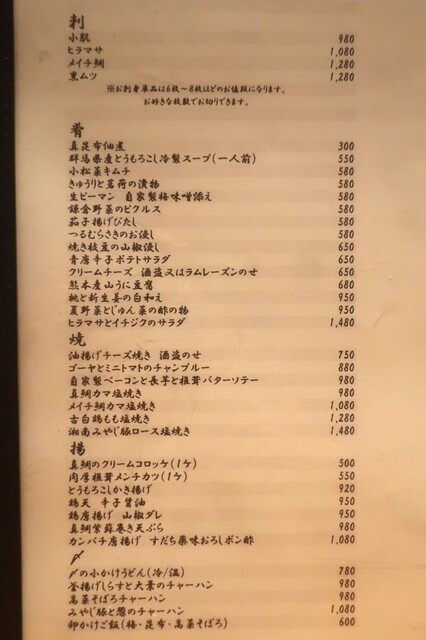 刺
小肌 980
ヒラマサ 1,080
メイチ鯛 1,280
黒ムツ 1,280
※お刺身単品は6枚~8枚ほどのお値段になります。
お好きな枚数でお切りできます。
肴
真昆布佃煮 300
群馬県産とうもろこし冷製スープ(一人前) 550
小松菜キムチ 580
きゅうりと茗荷の漬物 580
生ピーマン 自家製梅味噌添え 580
鎌倉野菜のピクルス 580
茄子揚げびたし 580
つるむらさきのお浸し 580
焼き枝豆の山椒浸し 650
青唐辛子ポテトサラダ 650
クリームチーズ 酒盗又はラムレーズンのせ 650
熊本産山うに豆腐 680
桃と新生姜の白和え 950
夏野菜とじゅん菜の酢の物 950
ヒラマサとイチジクのサラダ 1,480
焼
油揚げチーズ焼き 酒盗のせ 750
ゴーヤとミニトマトのチャンプルー 880
自家製ベーコンと長芋と椎茸バターソテー 980
真鯛カマ塩焼き 980
メイチ鯛カマ塩焼き 1,080
古白鶏もも塩焼き 1,280
湘南みやじ豚ロース塩焼き 1,480
揚
真鯛のクリームコロッケ(1ケ) 500
肉厚椎茸メンチカツ(1ケ) 550
とうもろこしかき揚げ 920
鶏天 辛子醤油 950
鶏唐揚げ 山椒ダレ 950
真鯛紫蘇巻き天ぷら 980
カンパチ唐揚げ すだち薬味おろしポン酢 1,080
〆
〆の小かけうどん(冷/温) 780
釜揚げしらすと大葉のチャーハン 980
高菜そぼろチャーハン 980
みやじ豚と葱のチャーハン 1,080
卵かけご飯(梅・昆布・高菜そぼろ) 600